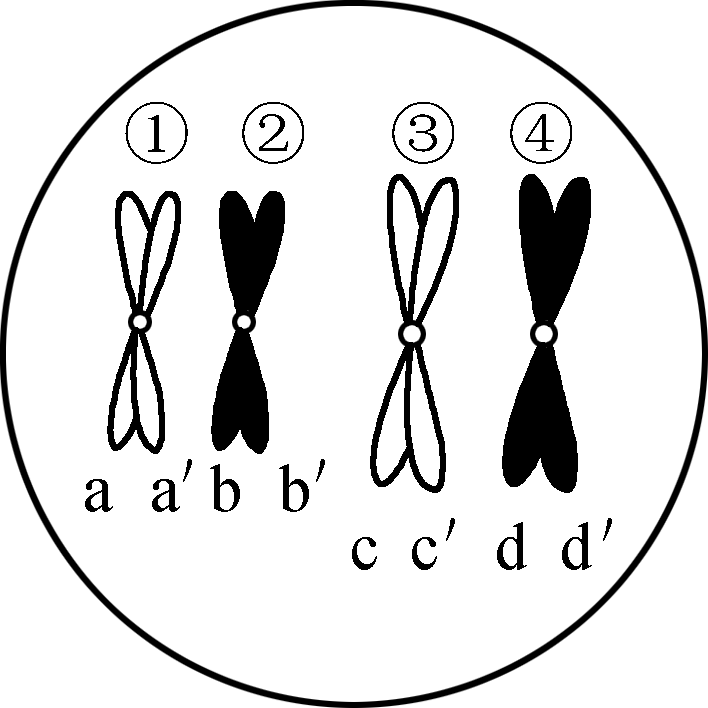 ① ② ③ ④
a a′ b b′
c c′ d d′